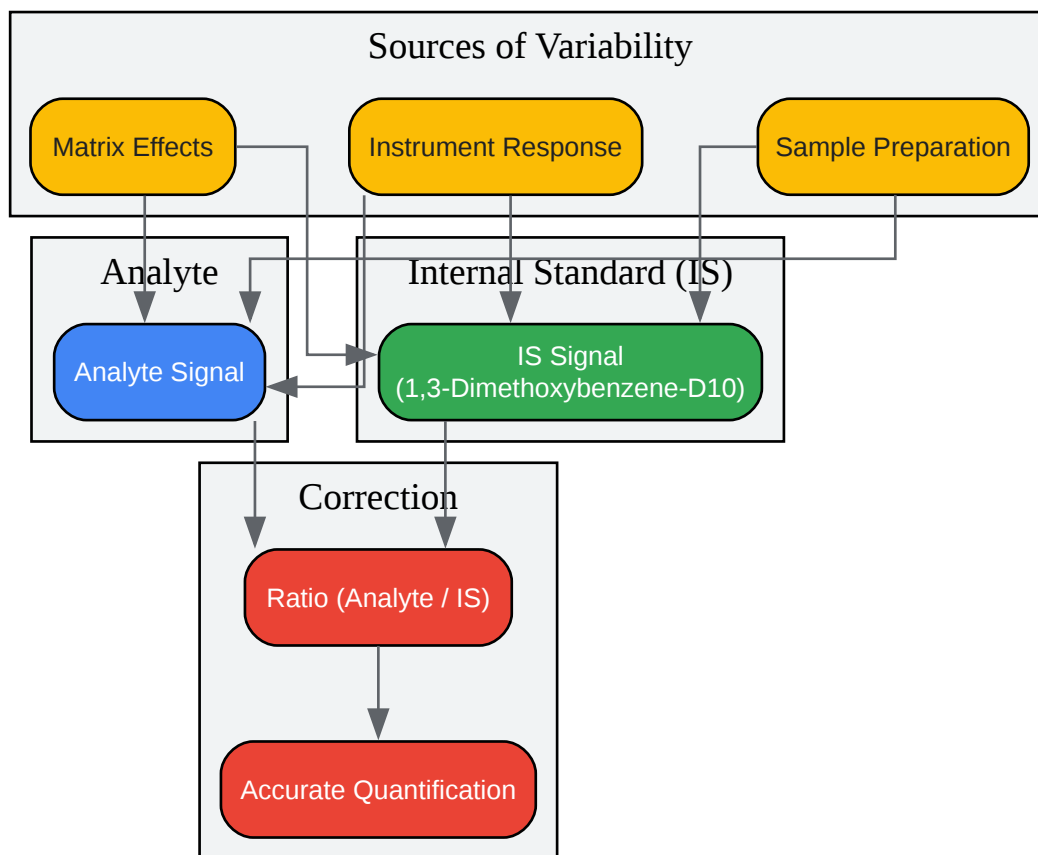 Sources of Variability
Matrix Effects
Instrument Response
Sample Preparation
Analyte
Internal Standard (IS)
Analyte Signal
IS Signal
(1,3-Dimethoxybenzene-D10)
Correction
Ratio (Analyte / IS)
Accurate Quantification